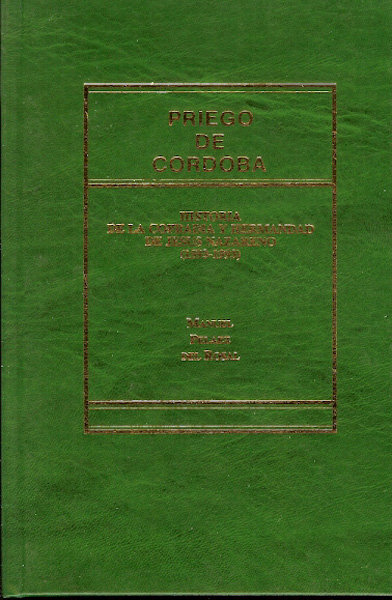 PRIEGO
DE
CORDOBA
HISTORIA
DE LA COFRADIA Y HERMANDAD
DE JESUS NAZARENO
MANUEL
PELAEZ
DEL ROSAL